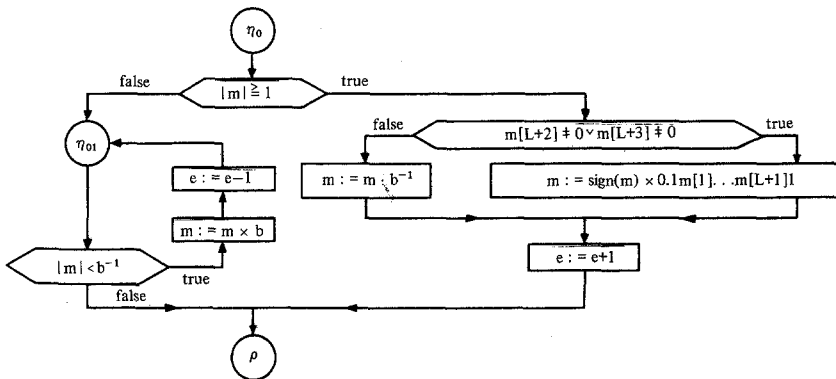 η₀
false
|m| ≧ 1
true
η₀₁
false
m[L+2] ≠ 0 ˅ m[L+3] ≠ 0
true
e := e−1
m := m · b⁻¹
m := sign(m) × 0.1m[1]...m[L+1]1
m := m × b
|m| < b⁻¹
true
e := e+1
false
ρ